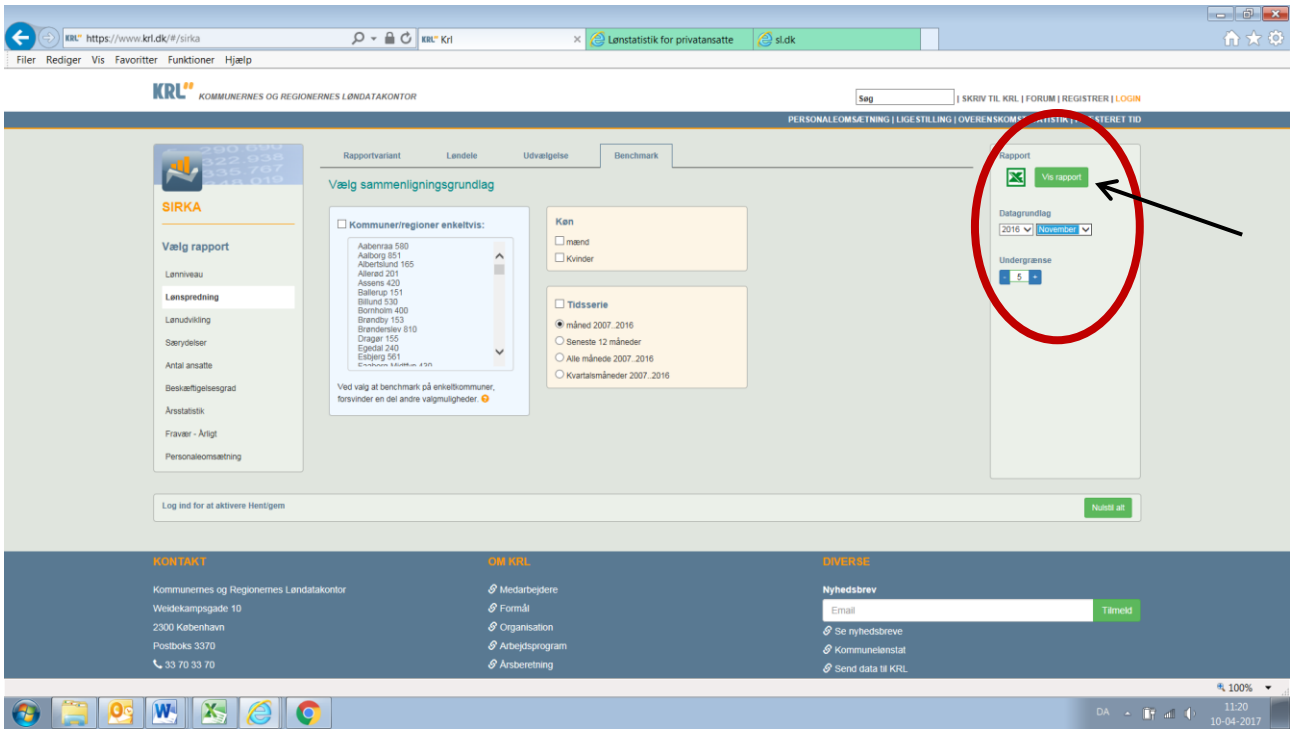 https://www.krl.dk/#/sirka
KRL" Krl
Lønstatistik for privatansatte
sl.dk
Filer Rediger Vis Favoritter Funktioner Hjælp
KRL" KOMMUNERNES OG REGIONERNES LØNDATAKONTOR
Søg
| SKRIV TIL KRL | FORUM | REGISTRER | LOGIN
PERSONALEOMSÆTNING | LIGESTILLING |
Rapportvariant Løndele Udvælgelse Benchmark
Vælg sammenligningsgrundlag
SIRKA
Vælg rapport
Lønniveau
Lønspredning
Lønudvikling
Særydelser
Antal ansatte
Beskæftigelsesgrad
Årsstatistik
Fravær - Årligt
Personaleomsætning
Kommuner/regioner enkeltvis:
Aabenraa 580
Aalborg 851
Albertslund 165
Allerød 201
Assens 420
Ballerup 151
Billund 530
Bornholm 400
Brøndby 153
Brønderslev 810
Dragør 155
Egedal 240
Esbjerg 561
Ved valg at benchmark på enkeltkommuner,
forsvinder en del andre valgmuligheder.
Køn
mænd
Kvinder
Tidsserie
måned 2007..2016
Seneste 12 måneder
Alle månede 2007..2016
Kvartalsmåneder 2007..2016
Rapport
Vis rapport
Datagrundlag
2016 November
Undergrænse
- 5 +
Log ind for at aktivere Hent/gem
Nulstil alt
KONTAKT
Kommunernes og Regionernes Løndatakontor
Weidekampsgade 10
2300 København
Postboks 3370
33 70 33 70
OM KRL
Medarbejdere
Formål
Organisation
Arbejdsprogram
Årsberetning
DIVERSE
Nyhedsbrev
Email
Tilmeld
Se nyhedsbreve
Kommunelønstat
Send data til KRL
100%
DA
11:20
10-04-2017